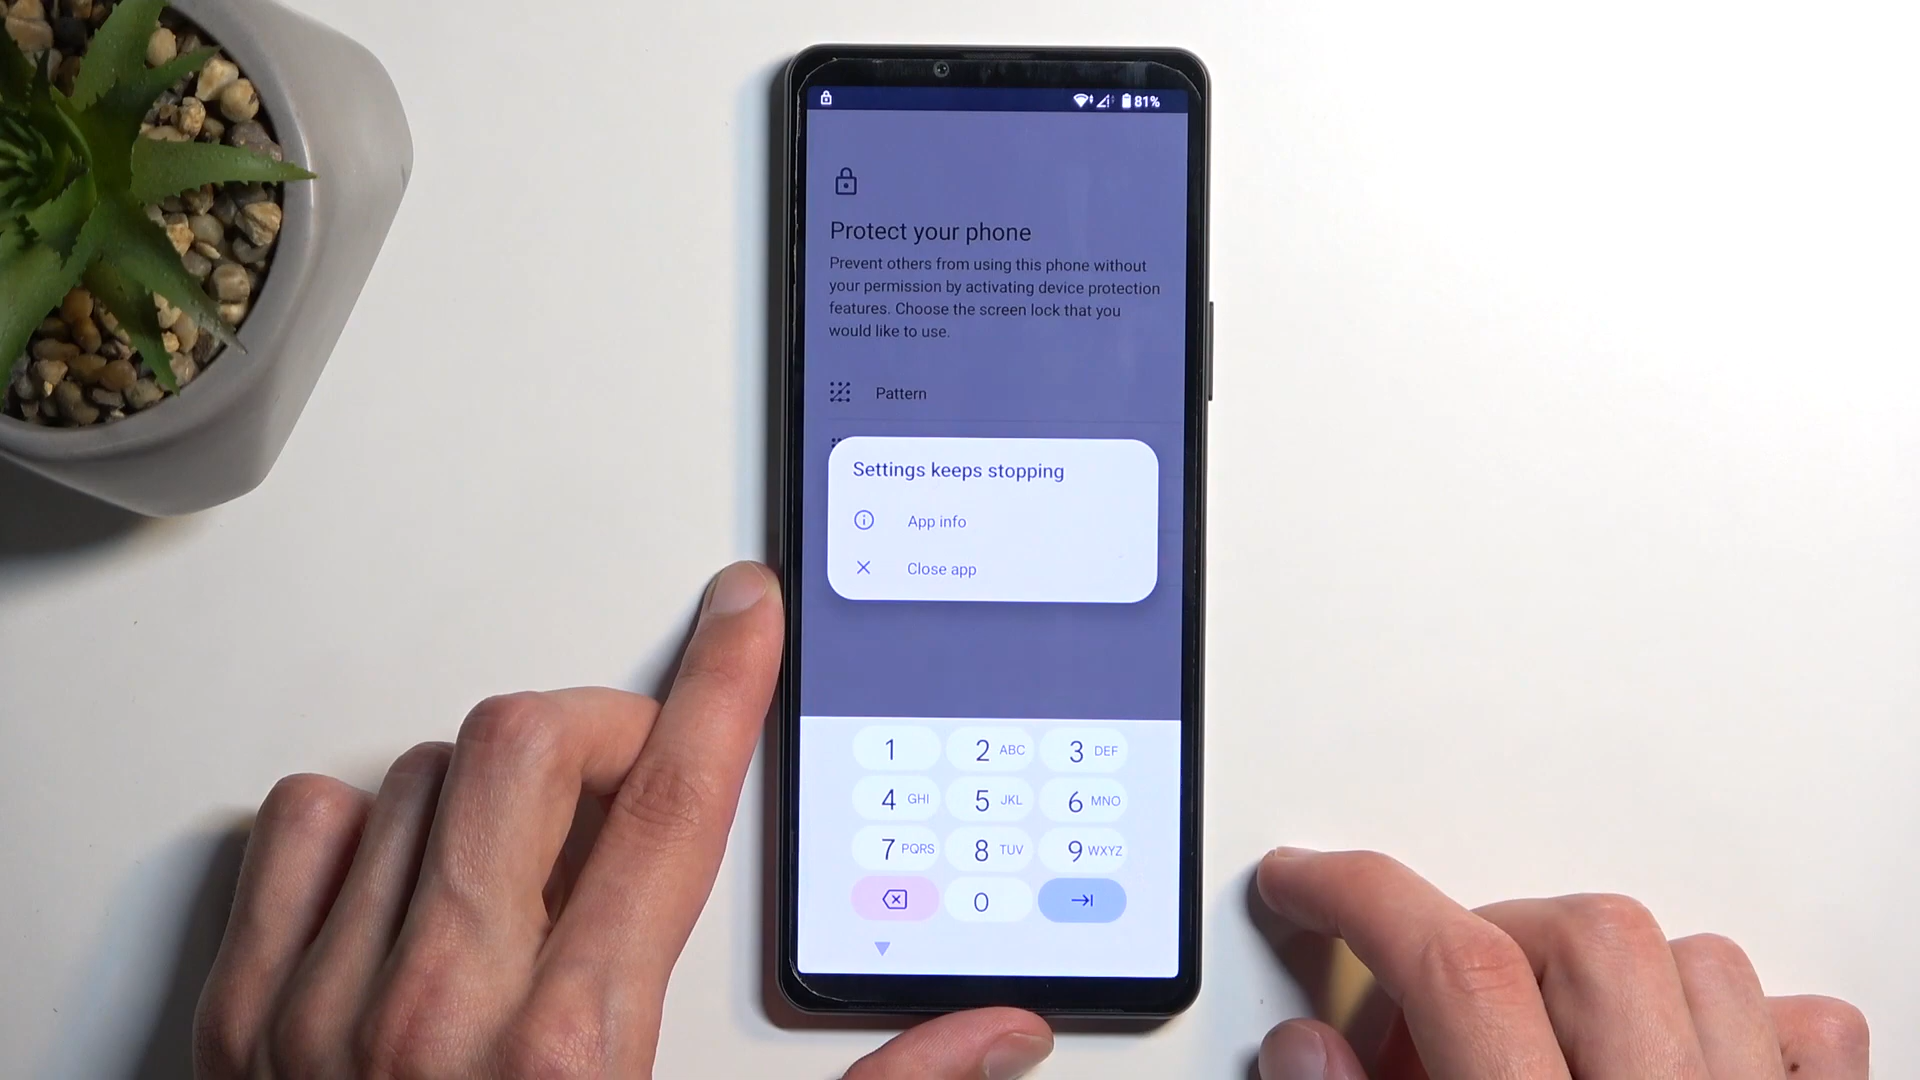 81%
Protect your phone
Prevent others from using this phone without
your permission by activating device protection
features. Choose the screen lock that you
would like to use.
Pattern
Settings keeps stopping
App info
Close app
1 2 ABC 3 DEF
4 GHI 5 JKL 6 MNO
7 PQRS 8 TUV 9 WXYZ
0